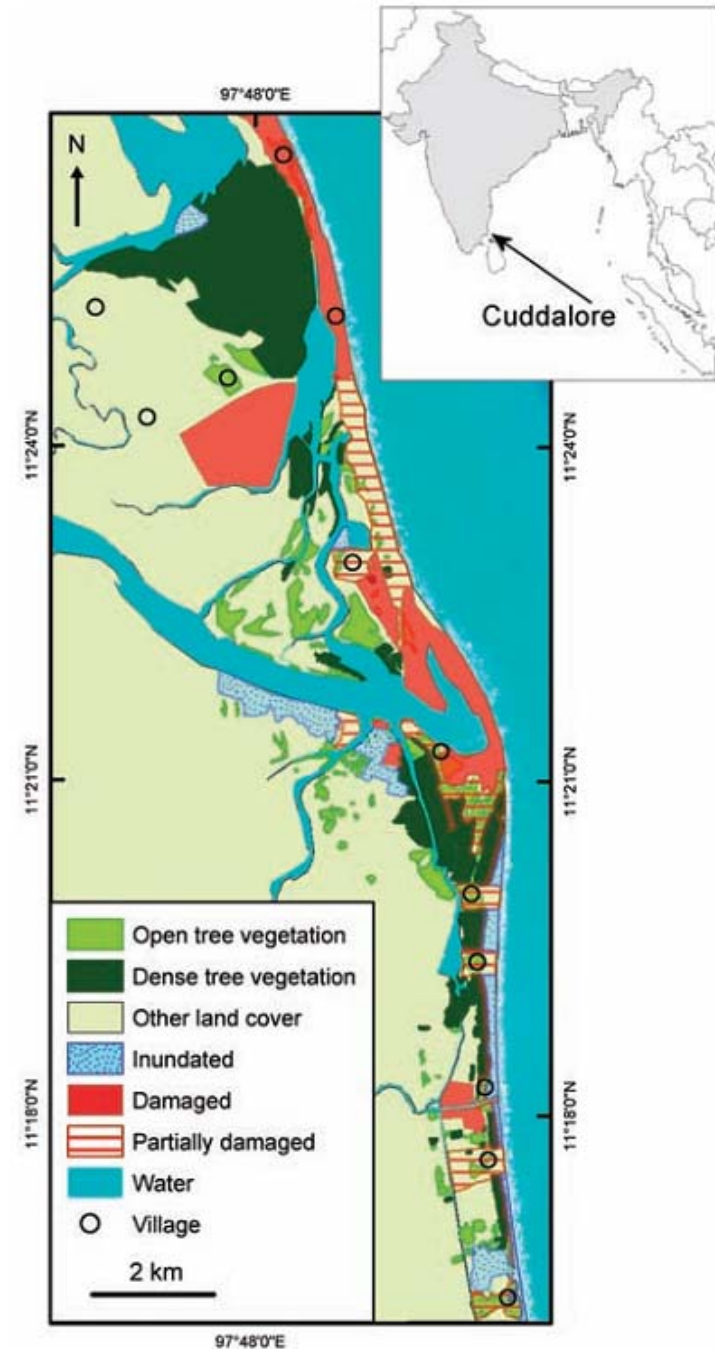 97°48'0"E
N
Cuddalore
11°24'0"N
11°24'0"N
11°21'0"N
11°21'0"N
11°18'0"N
11°18'0"N
Open tree vegetation
Dense tree vegetation
Other land cover
Inundated
Damaged
Partially damaged
Water
Village
2 km
97°48'0"E